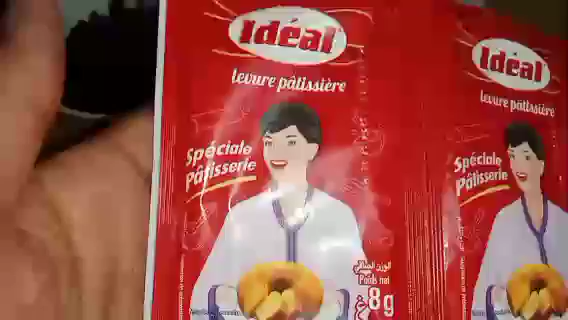 Idéal
levure pâtissière
Spéciale
Pâtisserie
الوزن الصافي
Poids net
8g غ
Idéal
levure pâtissière
Spéciale
Pâtisserie